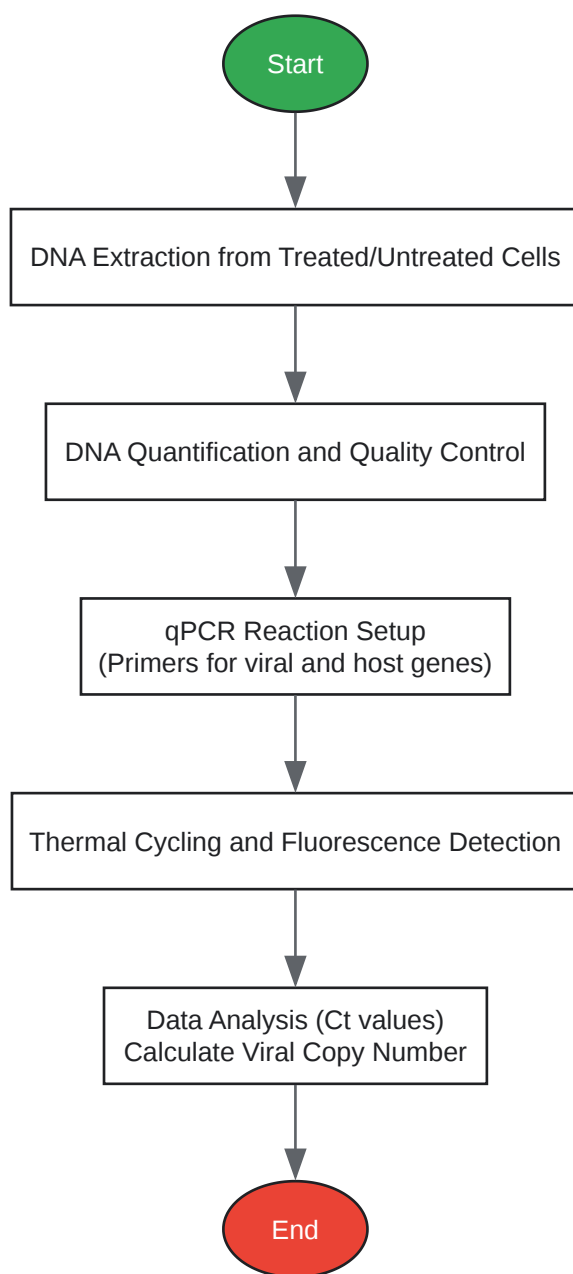 Start
DNA Extraction from Treated/Untreated Cells
DNA Quantification and Quality Control
qPCR Reaction Setup
(Primers for viral and host genes)
Thermal Cycling and Fluorescence Detection
Data Analysis (Ct values)
Calculate Viral Copy Number
End